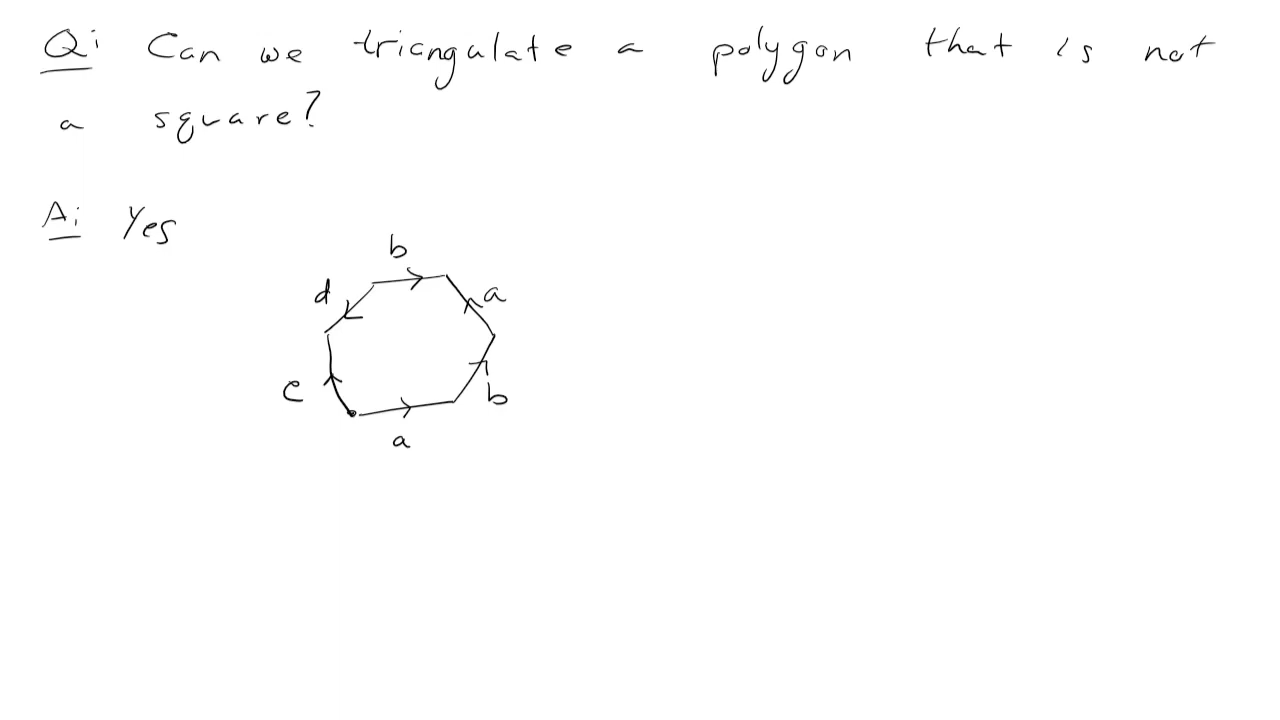 Q: Can we triangulate a polygon that is not
a square?
A: Yes
b
d
a
c
b
a